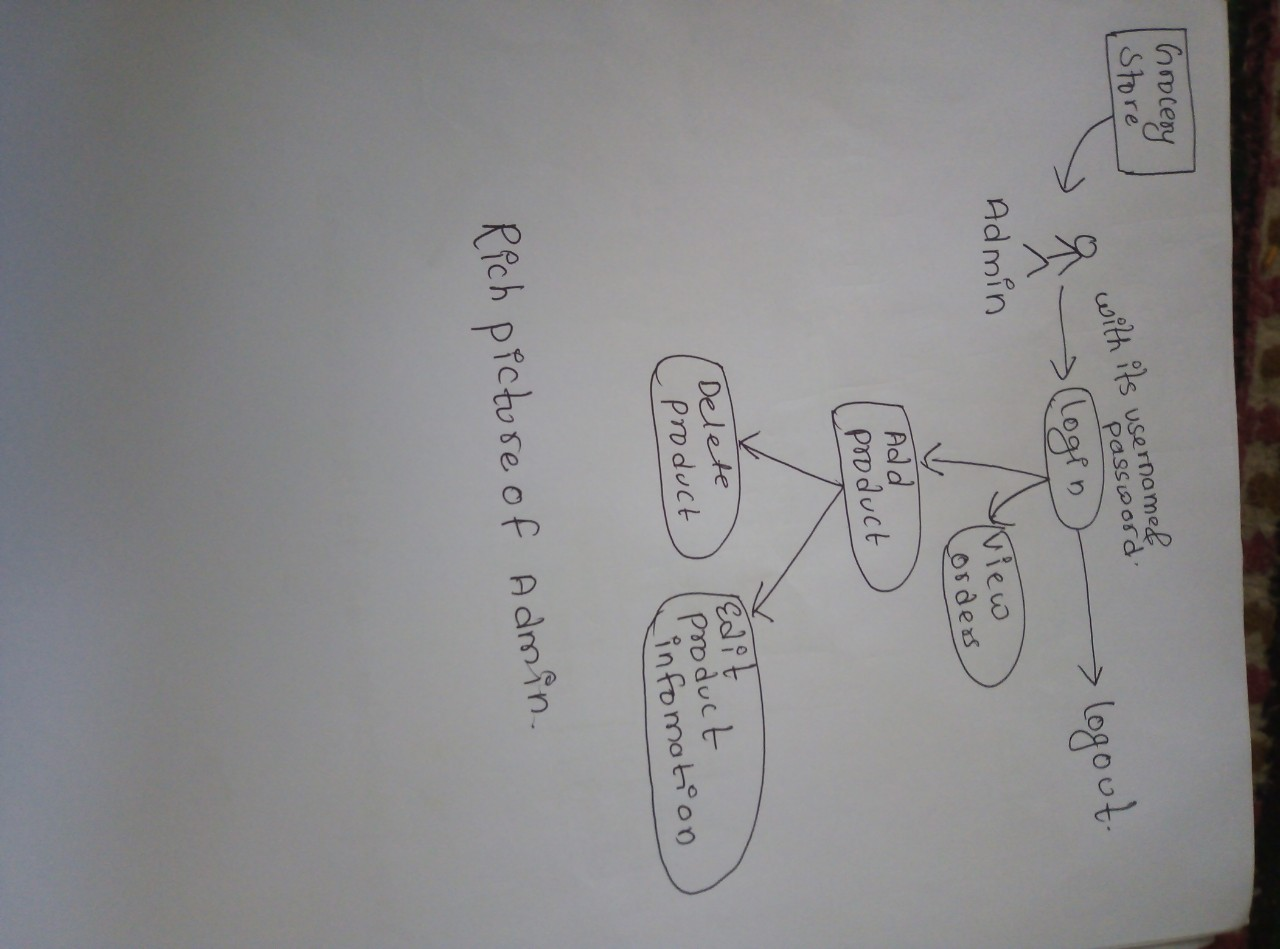 Grocery
Store
Admin
with its username&
password.
Login
Logout.
View
orders
Add
product
Delete
product
Edit
product
infomation
Rich picture of Admin.